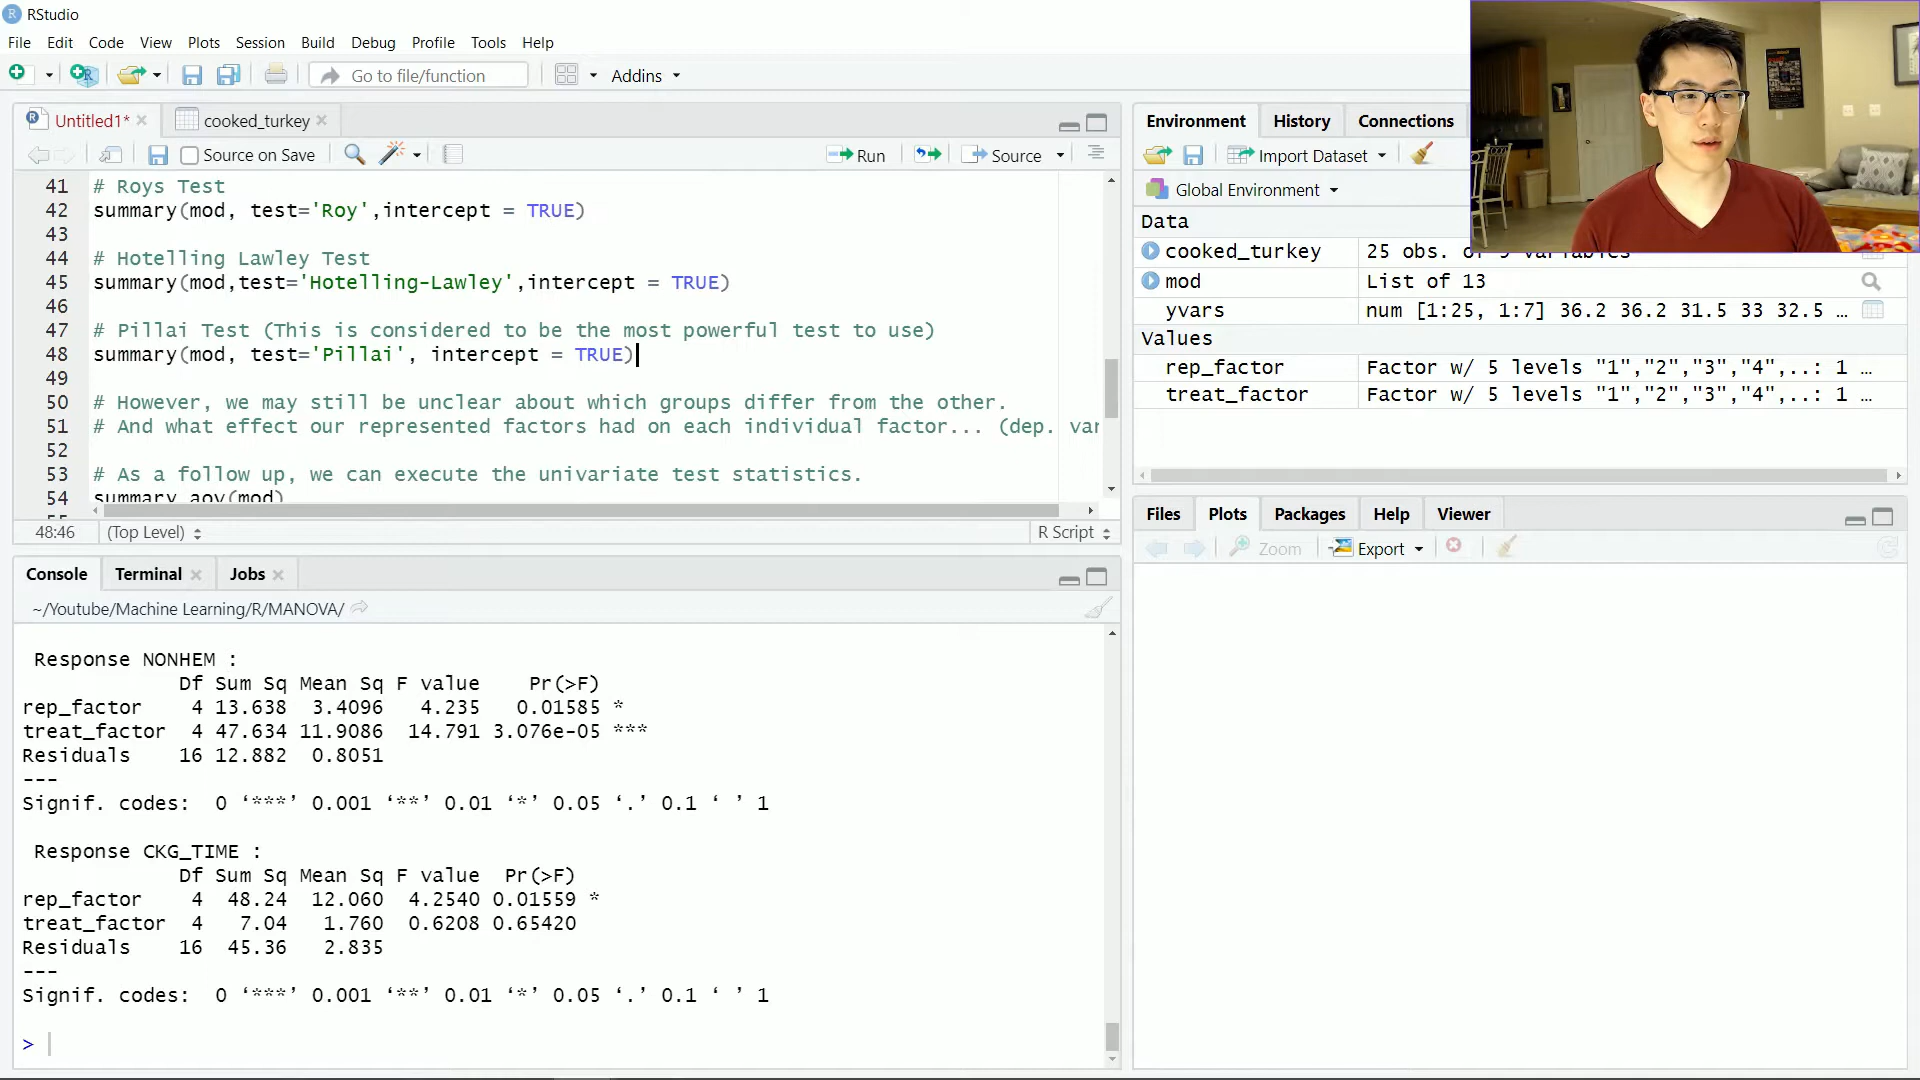 RStudio
File Edit Code View Plots Session Build Debug Profile Tools Help
Go to file/function Addins
Untitled1* cooked_turkey
Source on Save Run Source
41 # Roys Test
42 summary(mod, test='Roy',intercept = TRUE)
43
44 # Hotelling Lawley Test
45 summary(mod,test='Hotelling-Lawley',intercept = TRUE)
46
47 # Pillai Test (This is considered to be the most powerful test to use)
48 summary(mod, test='Pillai', intercept = TRUE)
49
50 # However, we may still be unclear about which groups differ from the other.
51 # And what effect our represented factors had on each individual factor... (dep. var
52
53 # As a follow up, we can execute the univariate test statistics.
54 summary.aov(mod)
48:46 (Top Level) R Script
Console Terminal Jobs
~/Youtube/Machine Learning/R/MANOVA/
Response NONHEM :
Df Sum Sq Mean Sq F value Pr(>F)
rep_factor 4 13.638 3.4096 4.235 0.01585 *
treat_factor 4 47.634 11.9086 14.791 3.076e-05 ***
Residuals 16 12.882 0.8051
---
Signif. codes: 0 ‘***’ 0.001 ‘**’ 0.01 ‘*’ 0.05 ‘.’ 0.1 ‘ ’ 1
Response CKG_TIME :
Df Sum Sq Mean Sq F value Pr(>F)
rep_factor 4 48.24 12.060 4.2540 0.01559 *
treat_factor 4 7.04 1.760 0.6208 0.65420
Residuals 16 45.36 2.835
---
Signif. codes: 0 ‘***’ 0.001 ‘**’ 0.01 ‘*’ 0.05 ‘.’ 0.1 ‘ ’ 1
>
Environment History Connections
Import Dataset
Global Environment
Data
cooked_turkey 25 obs. of 9 variables
mod List of 13
yvars num [1:25, 1:7] 36.2 36.2 31.5 33 32.5 …
Values
rep_factor Factor w/ 5 levels "1","2","3","4",..: 1 …
treat_factor Factor w/ 5 levels "1","2","3","4",..: 1 …
Files Plots Packages Help Viewer
Zoom Export